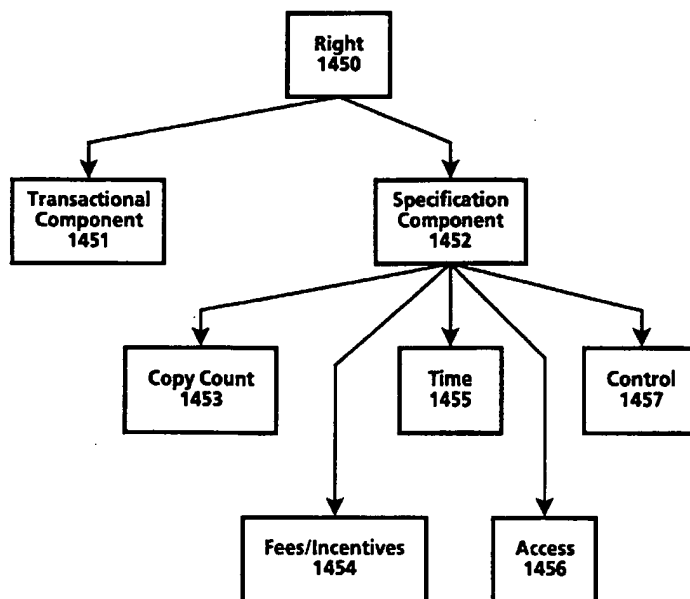 Right
1450
Transactional
Component
1451
Specification
Component
1452
Copy Count
1453
Time
1455
Control
1457
Fees/Incentives
1454
Access
1456